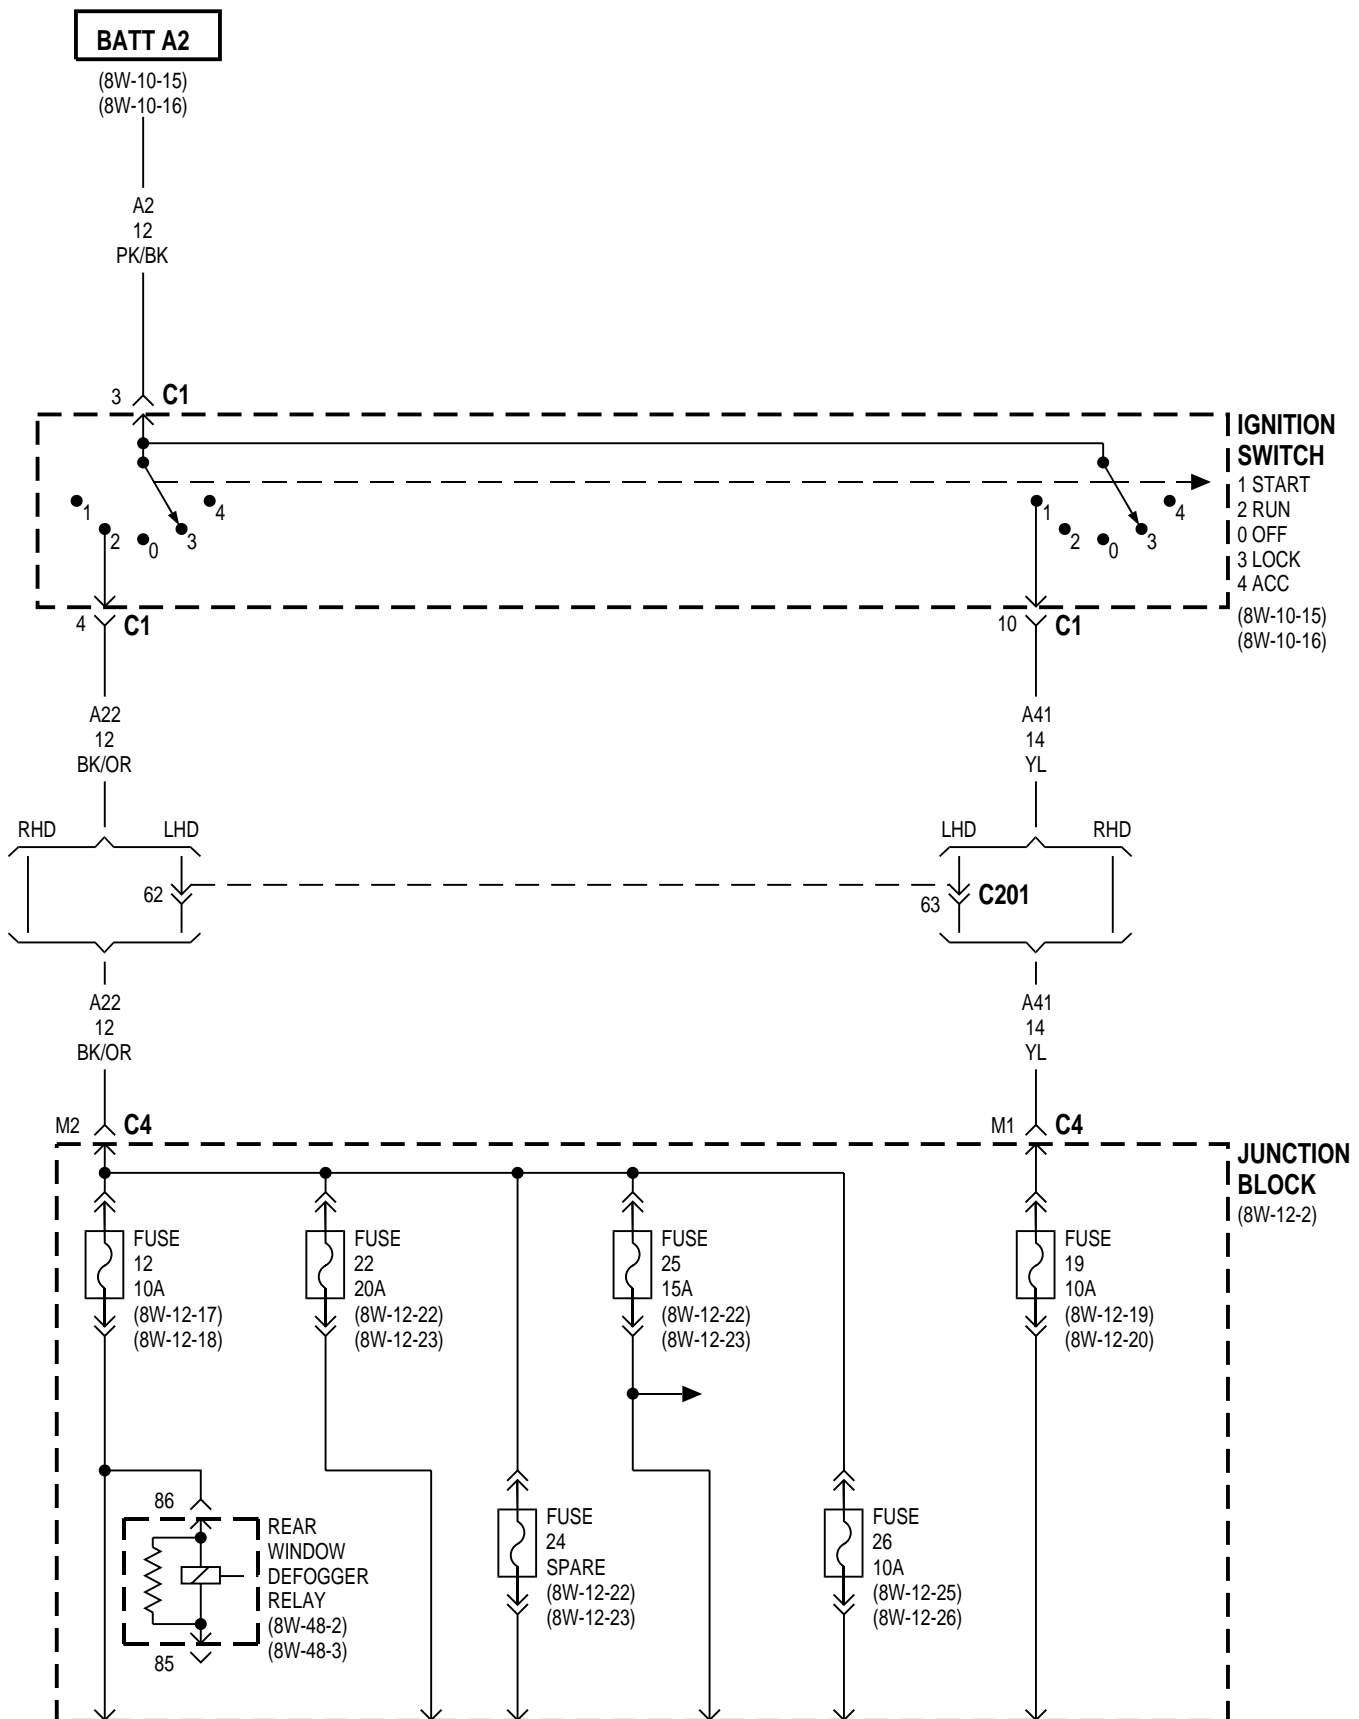 BATT A2
(8W-10-15)
(8W-10-16)
A2
12
PK/BK
3 C1
IGNITION
SWITCH
1 START
2 RUN
0 OFF
3 LOCK
4 ACC
(8W-10-15)
(8W-10-16)
1
2
0
3
4
1
2
0
3
4
4 C1
10 C1
A22
12
BK/OR
A41
14
YL
RHD LHD
LHD RHD
62
63 C201
A22
12
BK/OR
A41
14
YL
M2 C4
M1 C4
JUNCTION
BLOCK
(8W-12-2)
FUSE
12
10A
(8W-12-17)
(8W-12-18)
FUSE
22
20A
(8W-12-22)
(8W-12-23)
FUSE
25
15A
(8W-12-22)
(8W-12-23)
FUSE
19
10A
(8W-12-19)
(8W-12-20)
86
REAR
WINDOW
DEFOGGER
RELAY
(8W-48-2)
(8W-48-3)
85
FUSE
24
SPARE
(8W-12-22)
(8W-12-23)
FUSE
26
10A
(8W-12-25)
(8W-12-26)